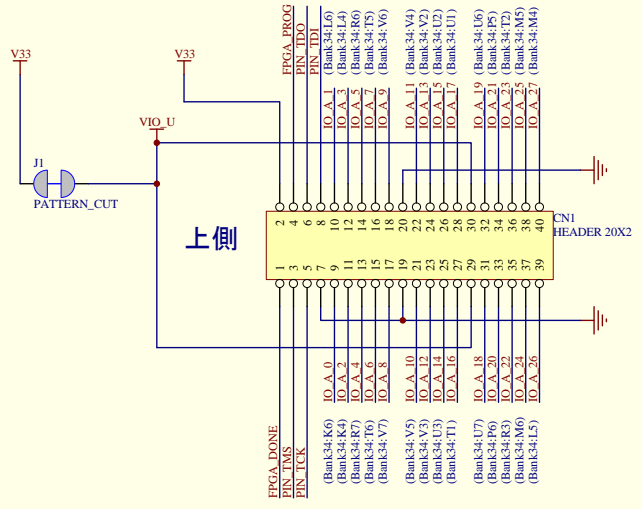 V33
V33
FPGA_PROG
PIN_TDO
PIN_TDI
IO_A_1 (Bank34:L6)
IO_A_3 (Bank34:L4)
IO_A_5 (Bank34:R6)
IO_A_7 (Bank34:T5)
IO_A_9 (Bank34:V6)
IO_A_11 (Bank34:V4)
IO_A_13 (Bank34:V2)
IO_A_15 (Bank34:U2)
IO_A_17 (Bank34:U1)
IO_A_19 (Bank34:U6)
IO_A_21 (Bank34:P5)
IO_A_23 (Bank34:T2)
IO_A_25 (Bank34:M5)
IO_A_27 (Bank34:M4)
VIO_U
J1
PATTERN_CUT
上側
2 4 6 8 10 12 14 16 18 20 22 24 26 28 30 32 34 36 38 40
1 3 5 7 9 11 13 15 17 19 21 23 25 27 29 31 33 35 37 39
CN1
HEADER 20X2
FPGA_DONE
PIN_TMS
PIN_TCK
IO_A_0 (Bank34:K6)
IO_A_2 (Bank34:K4)
IO_A_4 (Bank34:R7)
IO_A_6 (Bank34:T6)
IO_A_8 (Bank34:V7)
IO_A_10 (Bank34:V5)
IO_A_12 (Bank34:V3)
IO_A_14 (Bank34:U3)
IO_A_16 (Bank34:T1)
IO_A_18 (Bank34:U7)
IO_A_20 (Bank34:P6)
IO_A_22 (Bank34:R3)
IO_A_24 (Bank34:M6)
IO_A_26 (Bank34:L5)